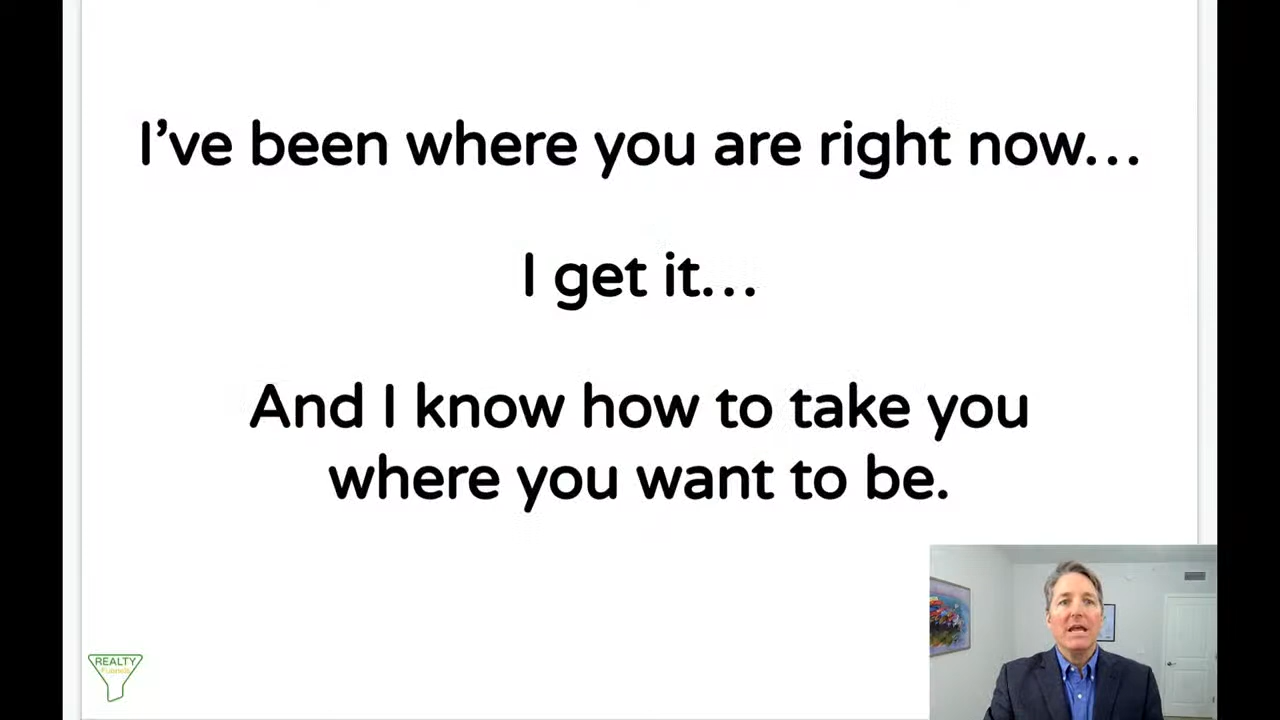 I've been where you are right now...
I get it...
And I know how to take you
where you want to be.
REALTY
Funnels